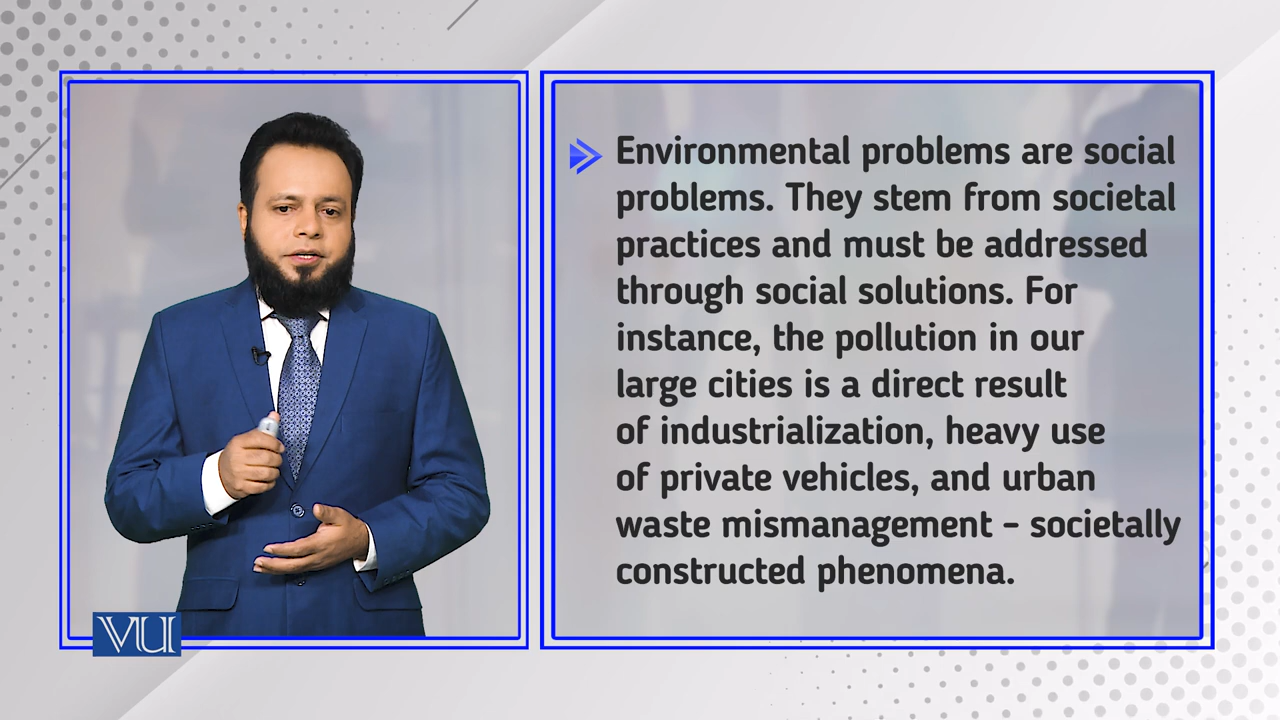 Environmental problems are social
problems. They stem from societal
practices and must be addressed
through social solutions. For
instance, the pollution in our
large cities is a direct result
of industrialization, heavy use
of private vehicles, and urban
waste mismanagement – societally
constructed phenomena.
VU